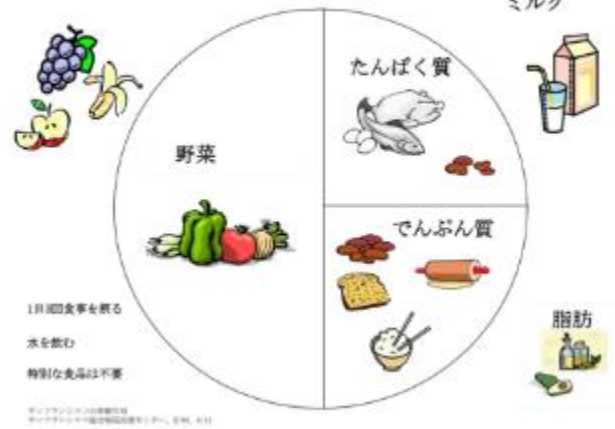 ミルク
たんぱく質
野菜
でんぷん質
1日3回食事を摂る
水を飲む
特別な食品は不要
脂肪